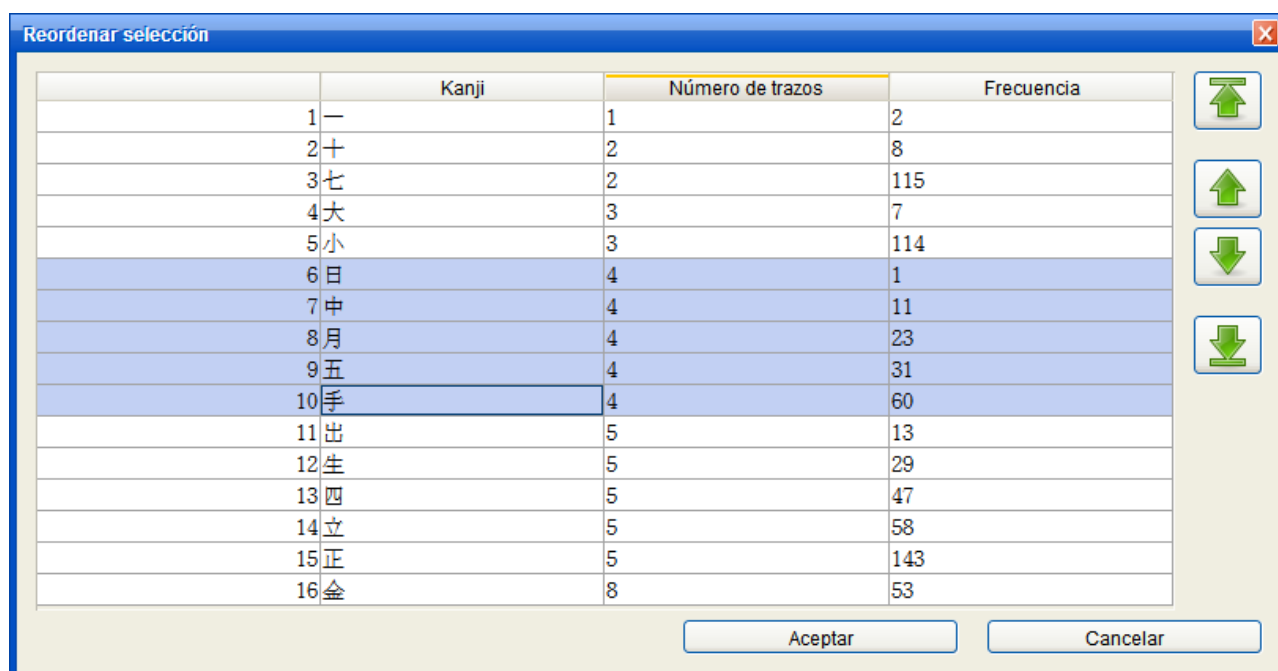 Reordenar selección
Kanji Número de trazos Frecuencia
1 一 1 2
2 十 2 8
3 七 2 115
4 大 3 7
5 小 3 114
6 日 4 1
7 中 4 11
8 月 4 23
9 五 4 31
10 手 4 60
11 出 5 13
12 生 5 29
13 四 5 47
14 立 5 58
15 正 5 143
16 金 8 53
Aceptar Cancelar